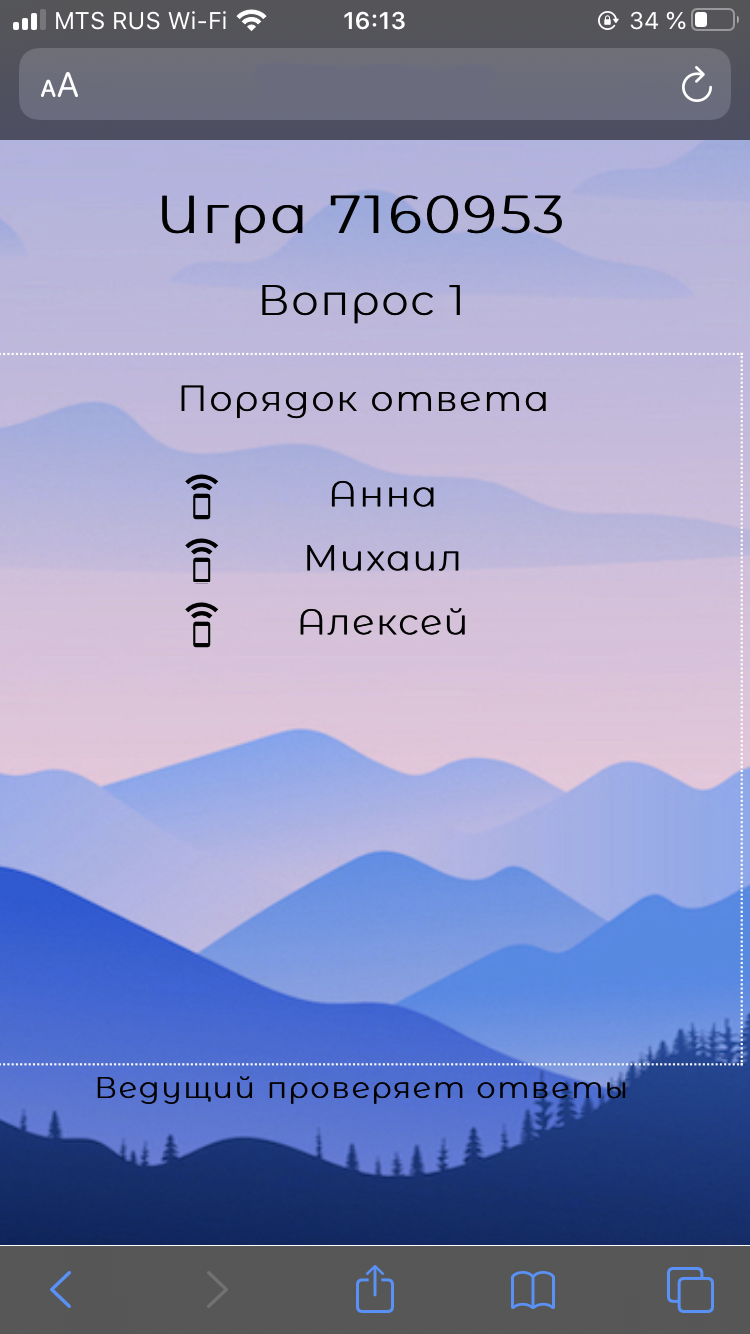 MTS RUS Wi-Fi 16:13 34 %
AA
Игра 7160953
Вопрос 1
Порядок ответа
Анна
Михаил
Алексей
Ведущий проверяет ответы